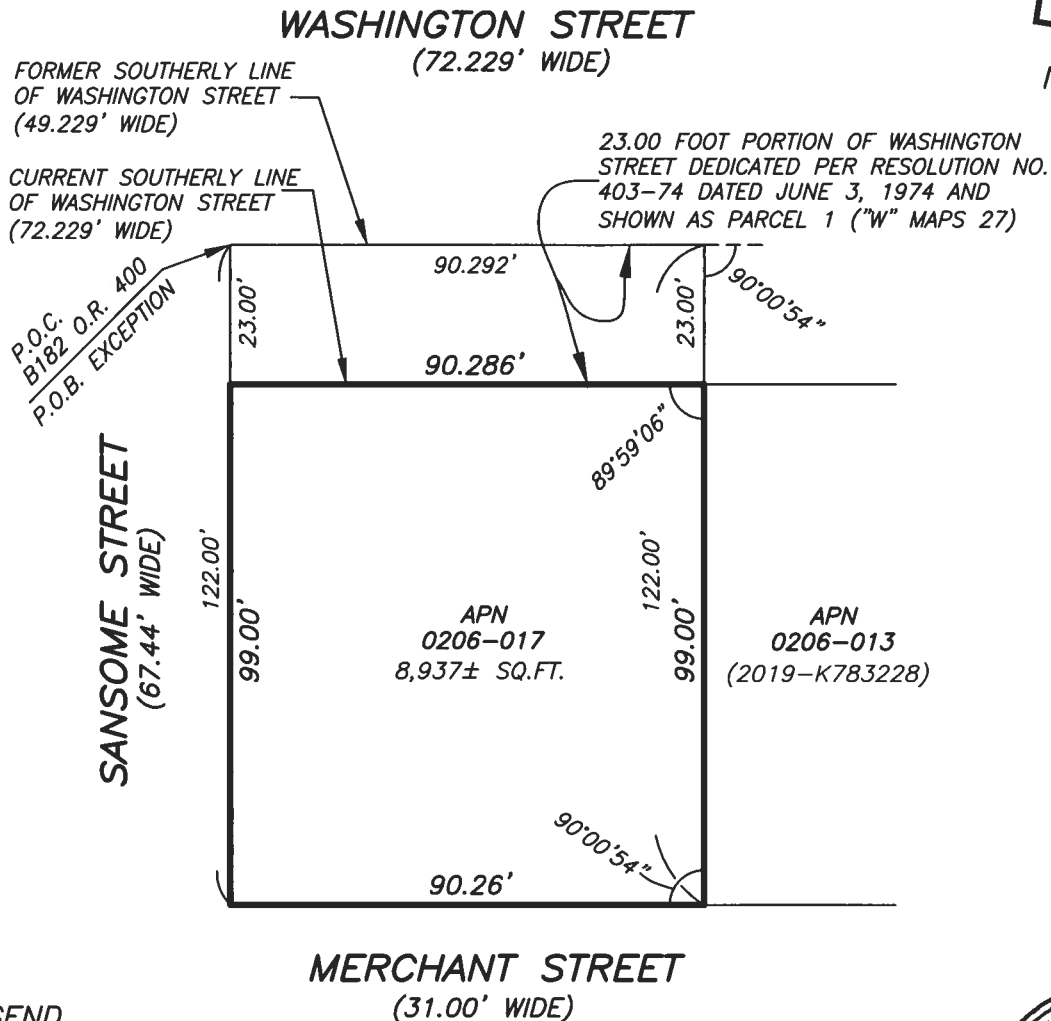 WASHINGTON STREET
(72.229' WIDE)
FORMER SOUTHERLY LINE
OF WASHINGTON STREET
(49.229' WIDE)
CURRENT SOUTHERLY LINE
OF WASHINGTON STREET
(72.229' WIDE)
23.00 FOOT PORTION OF WASHINGTON
STREET DEDICATED PER RESOLUTION NO.
403-74 DATED JUNE 3, 1974 AND
SHOWN AS PARCEL 1 ("W" MAPS 27)
P.O.C.
B182 O.R. 400
P.O.B. EXCEPTION
90.292'
23.00'
23.00'
90°00'54"
90.286'
89°59'06"
SANSOME STREET
(67.44' WIDE)
122.00'
99.00'
APN
0206-017
8,937± SQ.FT.
122.00'
99.00'
APN
0206-013
(2019-K783228)
90°00'54"
90.26'
MERCHANT STREET
(31.00' WIDE)